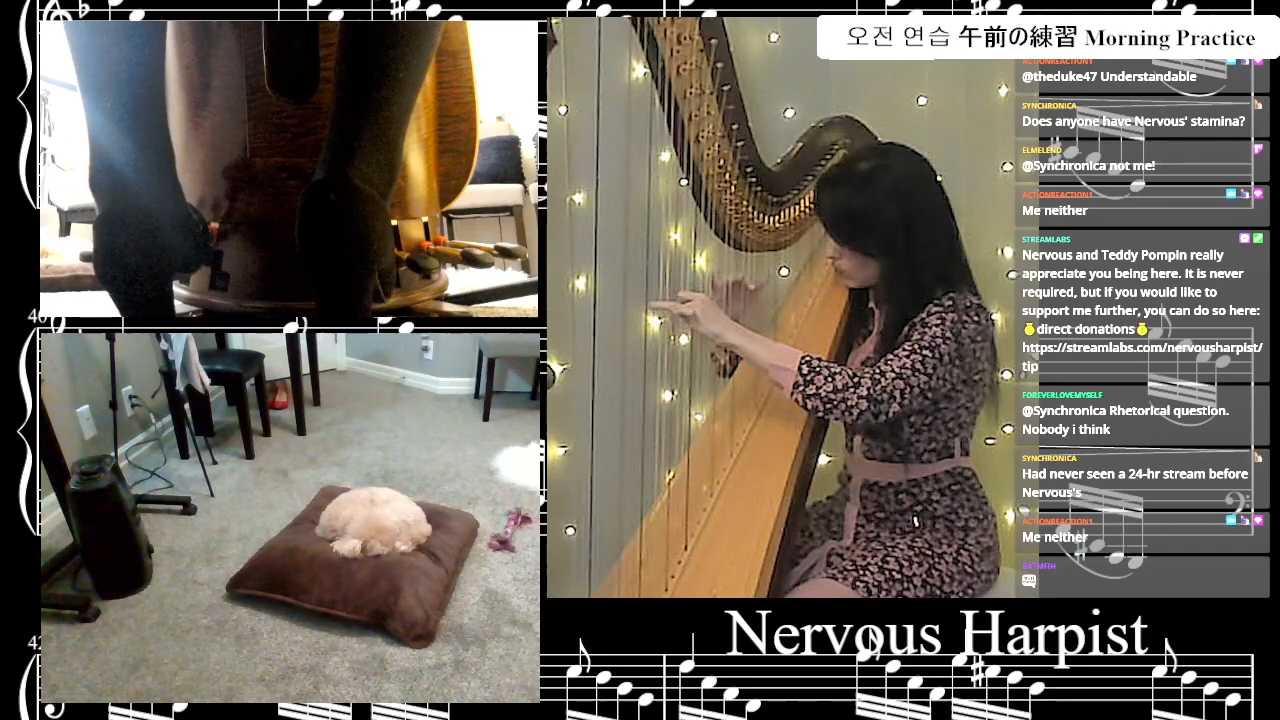 오전 연습 午前の練習 Morning Practice
ACTIONREACTION1
@theduke47 Understandable
SYNCHRONICA
Does anyone have Nervous' stamina?
ELMELEND
@Synchronica not me!
ACTIONREACTION1
Me neither
STREAMLABS
Nervous and Teddy Pompin really
appreciate you being here. It is never
required, but if you would like to
support me further, you can do so here:
💰direct donations💰
https://streamlabs.com/nervousharpist/
tip
FOREVERLOVEMYSELF
@Synchronica Rhetorical question.
Nobody i think
SYNCHRONICA
Had never seen a 24-hr stream before
Nervous's
ACTIONREACTION1
Me neither
Nervous Harpist